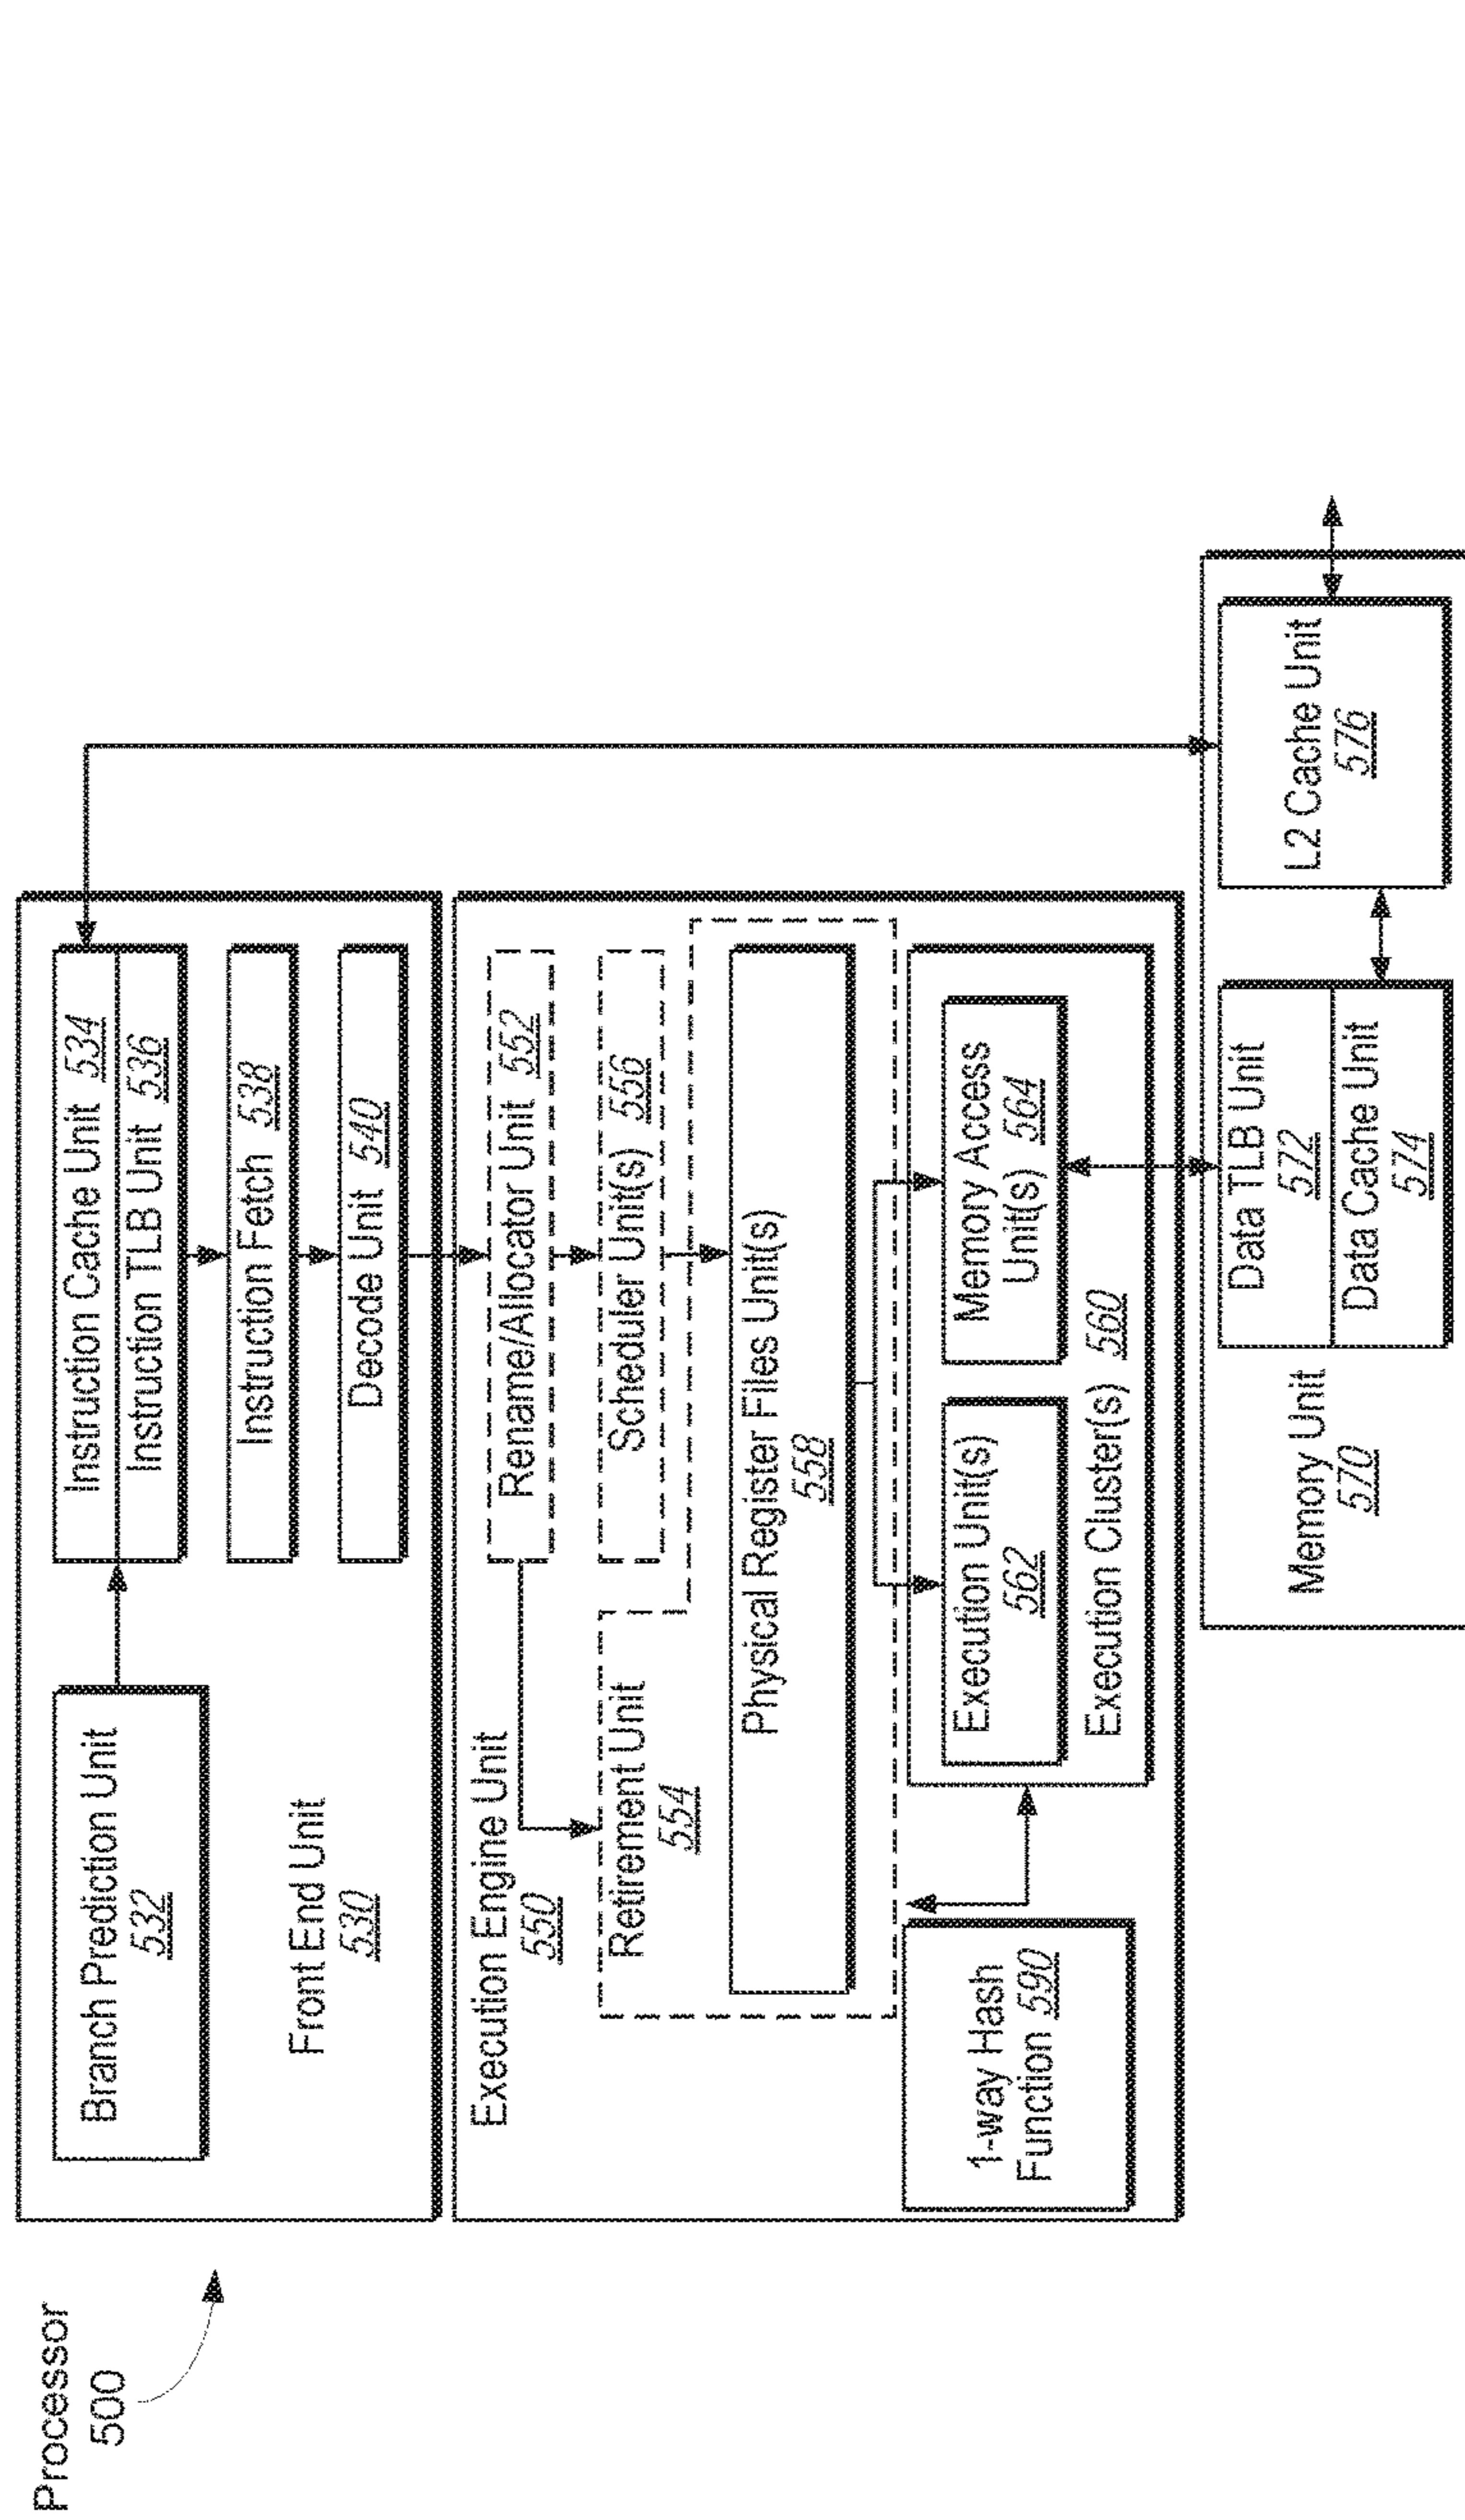 Processor
500
Branch Prediction Unit
532
Instruction Cache Unit 534
Instruction TLB Unit 536
Instruction Fetch 538
Front End Unit
530
Decode Unit 540
Execution Engine Unit
550
Rename/Allocator Unit 552
Retirement Unit
554
Scheduler Unit(s) 556
Physical Register Files Unit(s)
558
1-way Hash
Function 590
Execution Unit(s)
562
Memory Access
Unit(s) 564
Execution Cluster(s) 560
Memory Unit
570
Data TLB Unit
572
Data Cache Unit
574
L2 Cache Unit
576